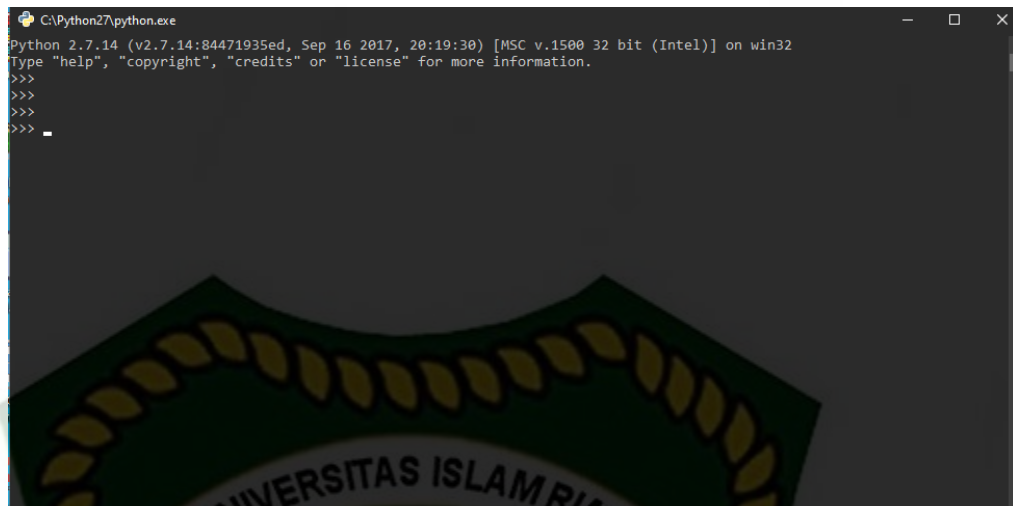 C:\Python27\python.exe
Python 2.7.14 (v2.7.14:84471935ed, Sep 16 2017, 20:19:30) [MSC v.1500 32 bit (Intel)] on win32
Type "help", "copyright", "credits" or "license" for more information.
>>>
>>>
>>>
>>> _
UNIVERSITAS ISLAM